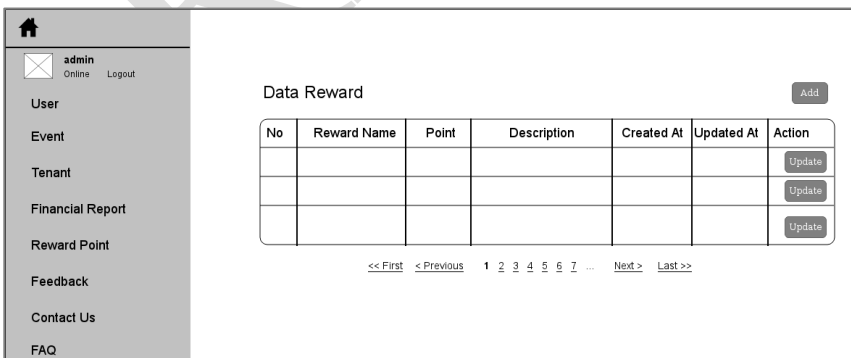 admin
Online Logout
User
Event
Tenant
Financial Report
Reward Point
Feedback
Contact Us
FAQ
Data Reward
Add
No Reward Name Point Description Created At Updated At Action
Update
Update
Update
<< First < Previous 1 2 3 4 5 6 7 ... Next > Last >>